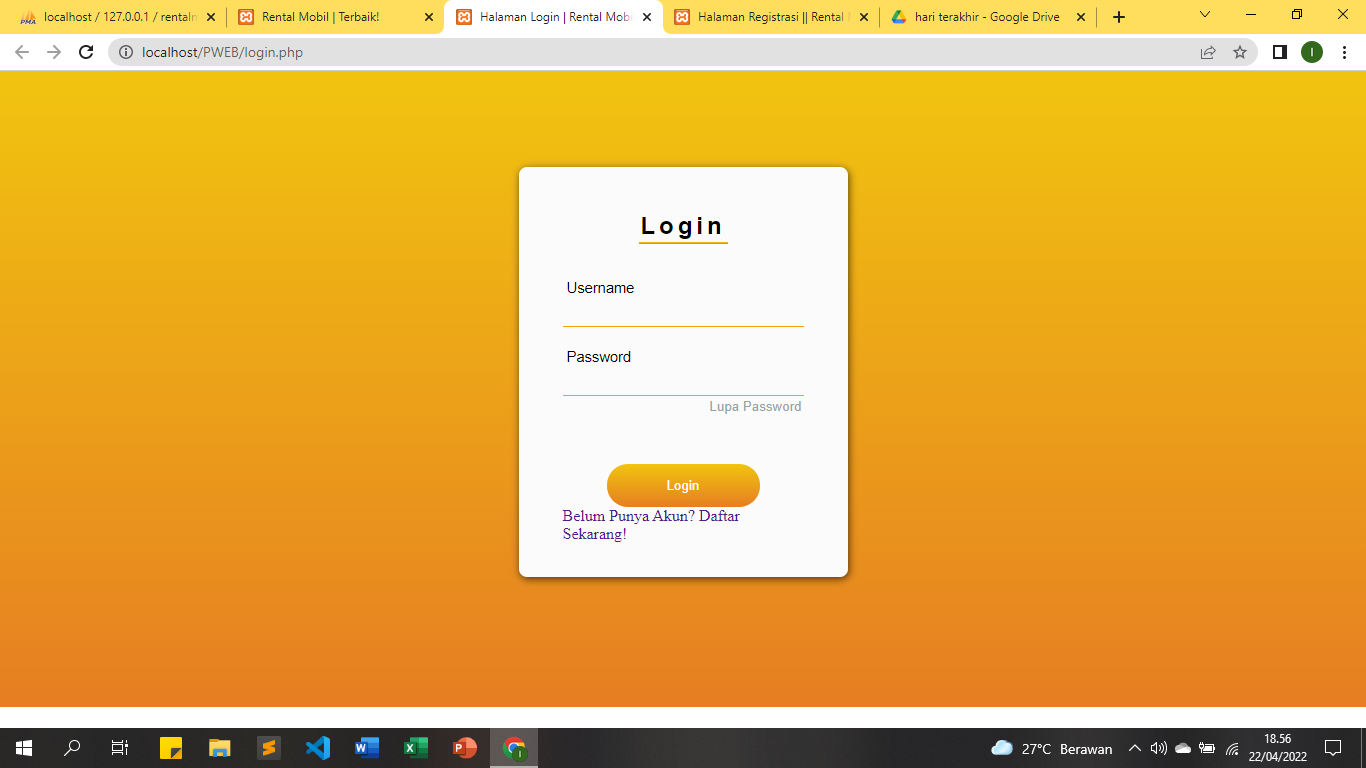 localhost / 127.0.0.1 / rentaln
Rental Mobil | Terbaik!
Halaman Login | Rental Mobi
Halaman Registrasi || Rental
hari terakhir - Google Drive
localhost/PWEB/login.php
I
Login
Username
Password
Lupa Password
Login
Belum Punya Akun? Daftar
Sekarang!
27°C Berawan
18.56
22/04/2022